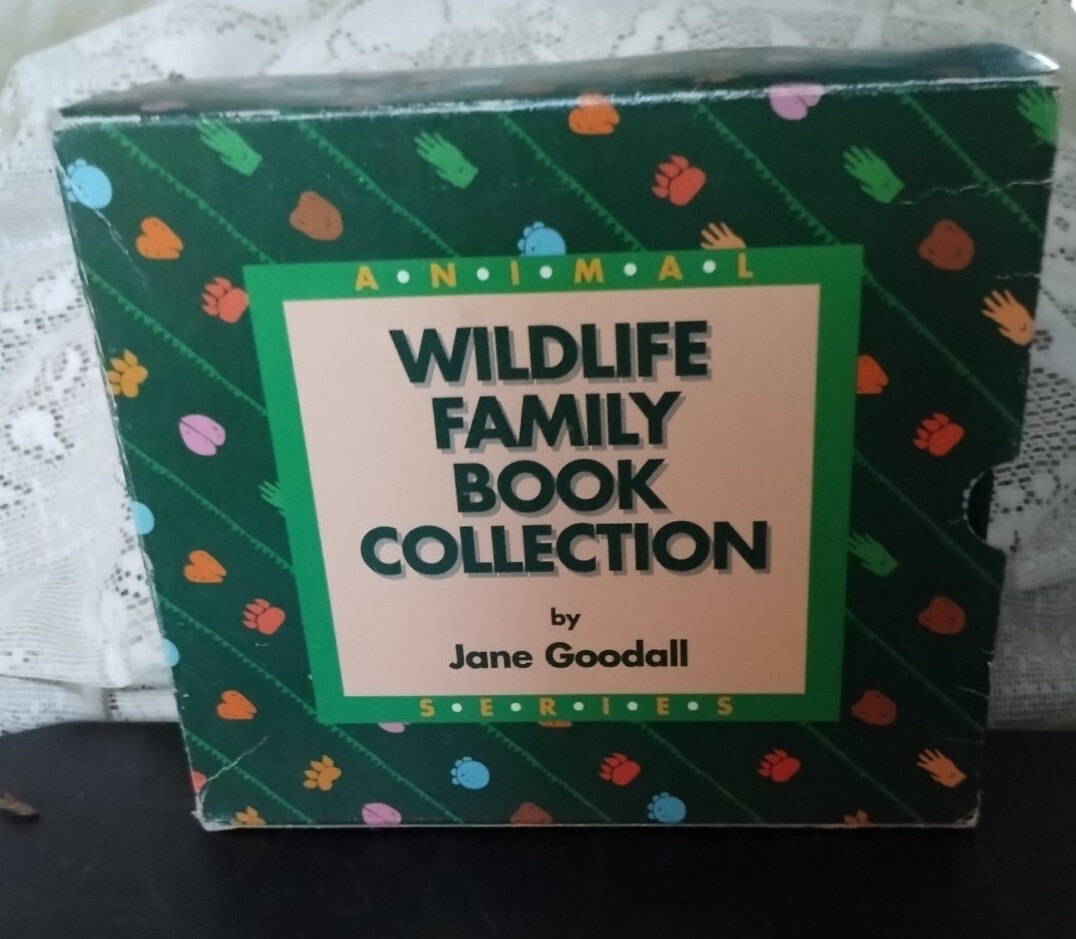 A•N•I•M•A•L
WILDLIFE
FAMILY
BOOK
COLLECTION
by
Jane Goodall
S•E•R•I•E•S